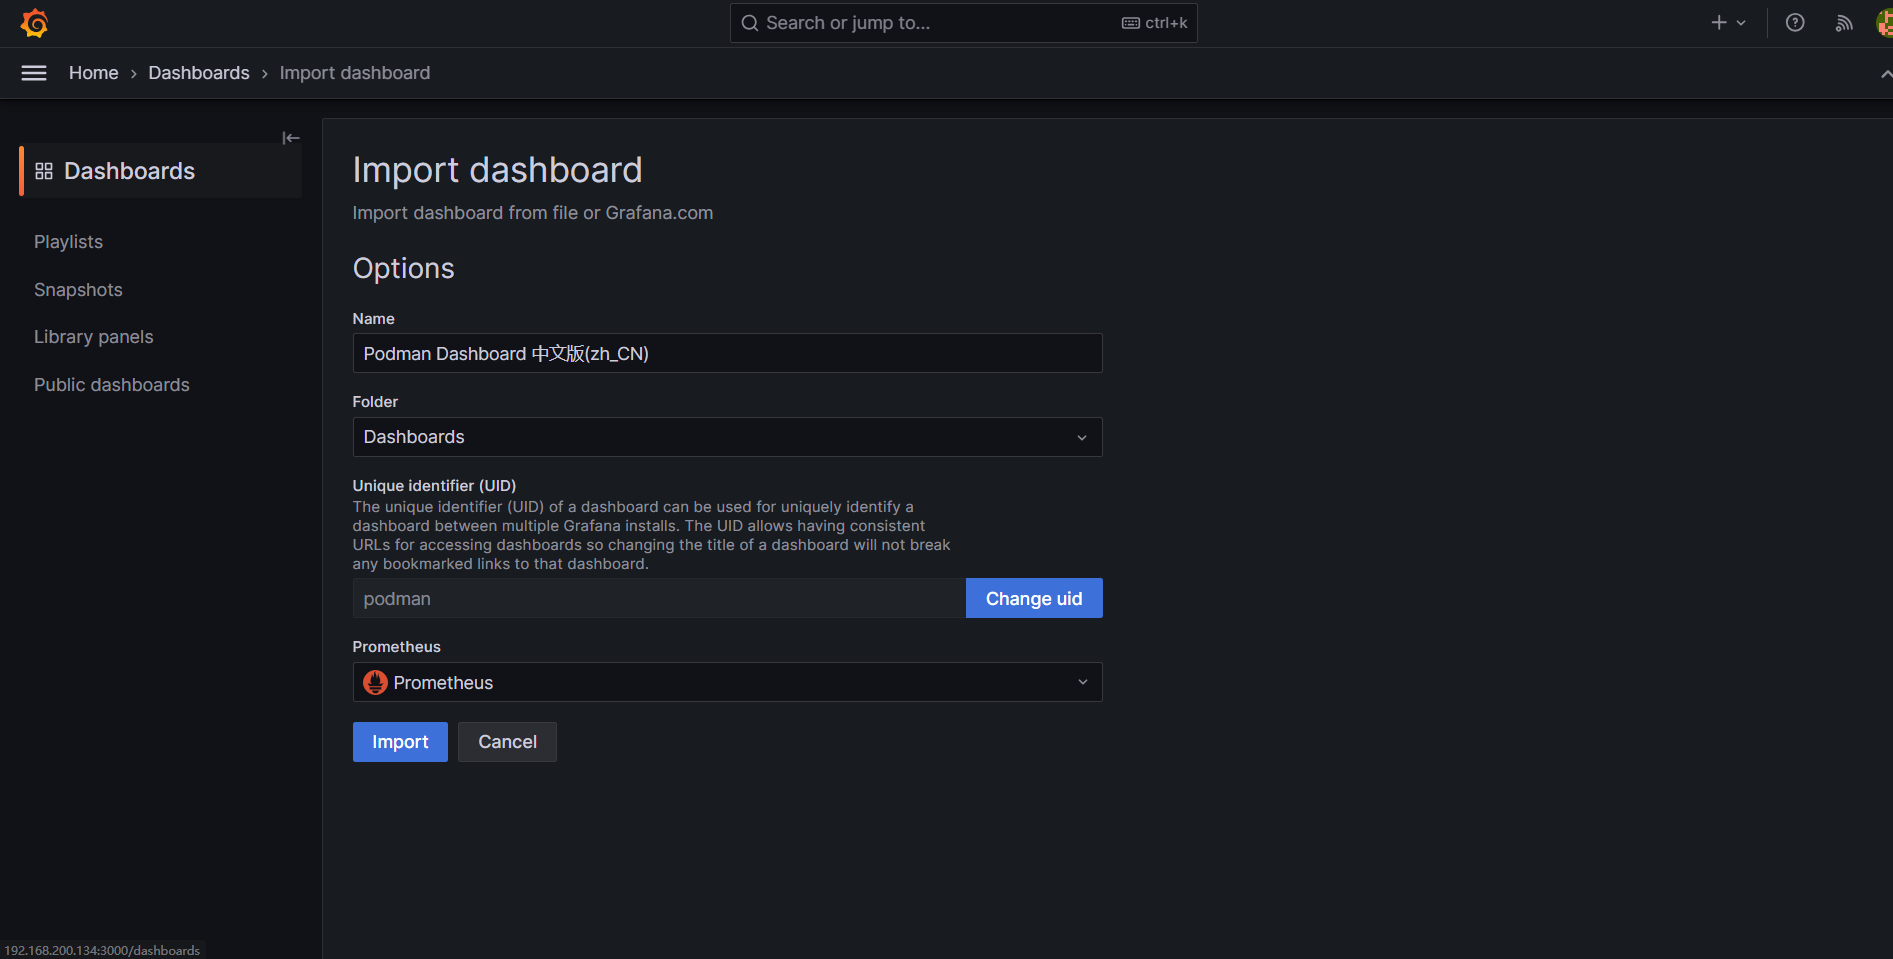 Search or jump to...
ctrl+k
Home › Dashboards › Import dashboard
Dashboards
Playlists
Snapshots
Library panels
Public dashboards
Import dashboard
Import dashboard from file or Grafana.com
Options
Name
Podman Dashboard 中文版(zh_CN)
Folder
Dashboards
Unique identifier (UID)
The unique identifier (UID) of a dashboard can be used for uniquely identify a
dashboard between multiple Grafana installs. The UID allows having consistent
URLs for accessing dashboards so changing the title of a dashboard will not break
any bookmarked links to that dashboard.
podman
Change uid
Prometheus
Prometheus
Import
Cancel
192.168.200.134:3000/dashboards